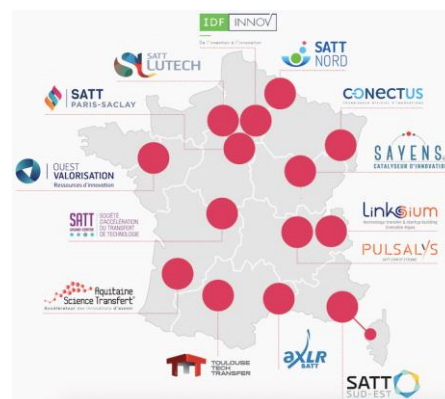 IDF INNOV
De l'invention à l'innovation
SATT
LUTECH
SATT
NORD
SATT
PARIS-SACLAY
CONECTUS
SAYENS
CATALYSEUR D'INNOVATION
OUEST
VALORISATION
Ressources d'innovation
Linksium
SATT
SOCIÉTÉ
D'ACCÉLÉRATION
DU TRANSFERT
DE TECHNOLOGIE
PULSALYS
Aquitaine
Science Transfert
TOULOUSE
TECH
TRANSFER
AXLR
SATT
SATT
SUD-EST